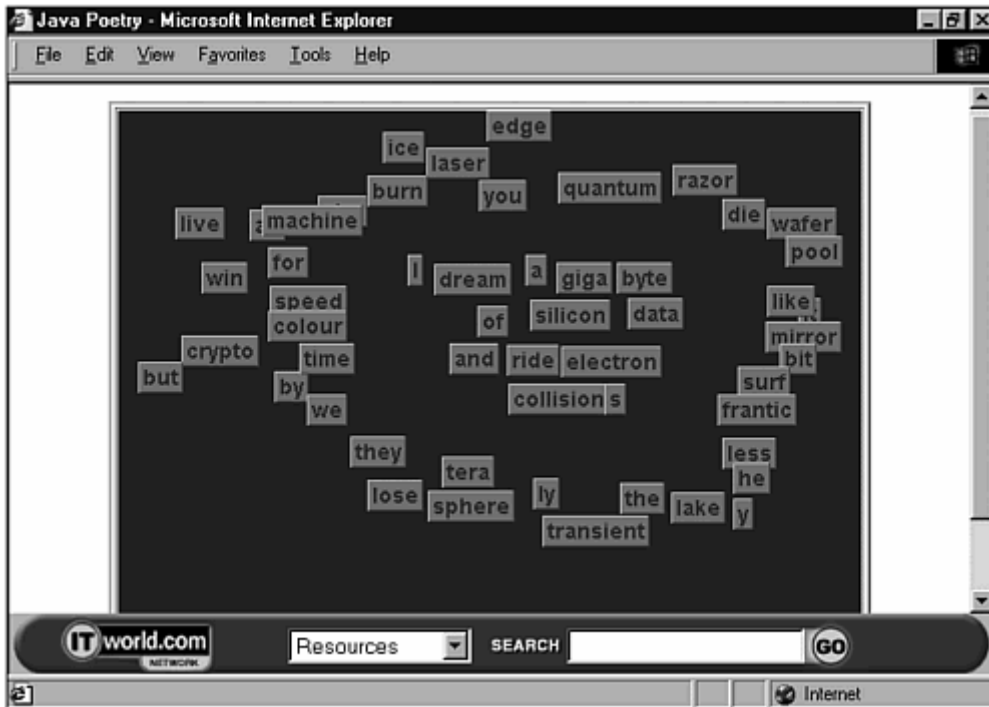 Java Poetry - Microsoft Internet Explorer
File Edit View Favorites Tools Help
edge
ice
laser
burn
you
quantum
razor
die
wafer
pool
live
machine
for
win
I dream a giga byte
speed
colour
of silicon data
like
mirror
bit
crypto
time
and ride electron
but
by
we
collision s
surf
frantic
they
tera
less
he
lose
sphere
ly
the
lake
y
transient
ITworld.com
NETWORK
Resources
SEARCH
GO
Internet